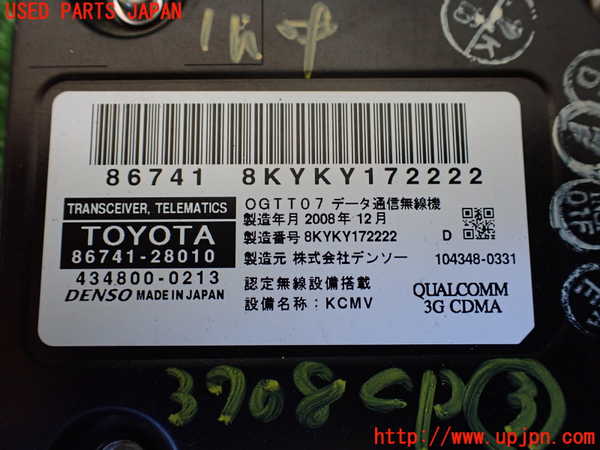 USED PARTS JAPAN
86741 8KYKY172222
TRANSCEIVER, TELEMATICS
TOYOTA
86741-28010
434800-0213
DENSO MADE IN JAPAN
OGTT07 データ通信無線機
製造年月 2008年 12月
製造番号 8KYKY172222 D
製造元 株式会社デンソー 104348-0331
認定無線設備搭載
設備名称：KCMV
QUALCOMM
3G CDMA
3708cp③
http://www.upjpn.com/